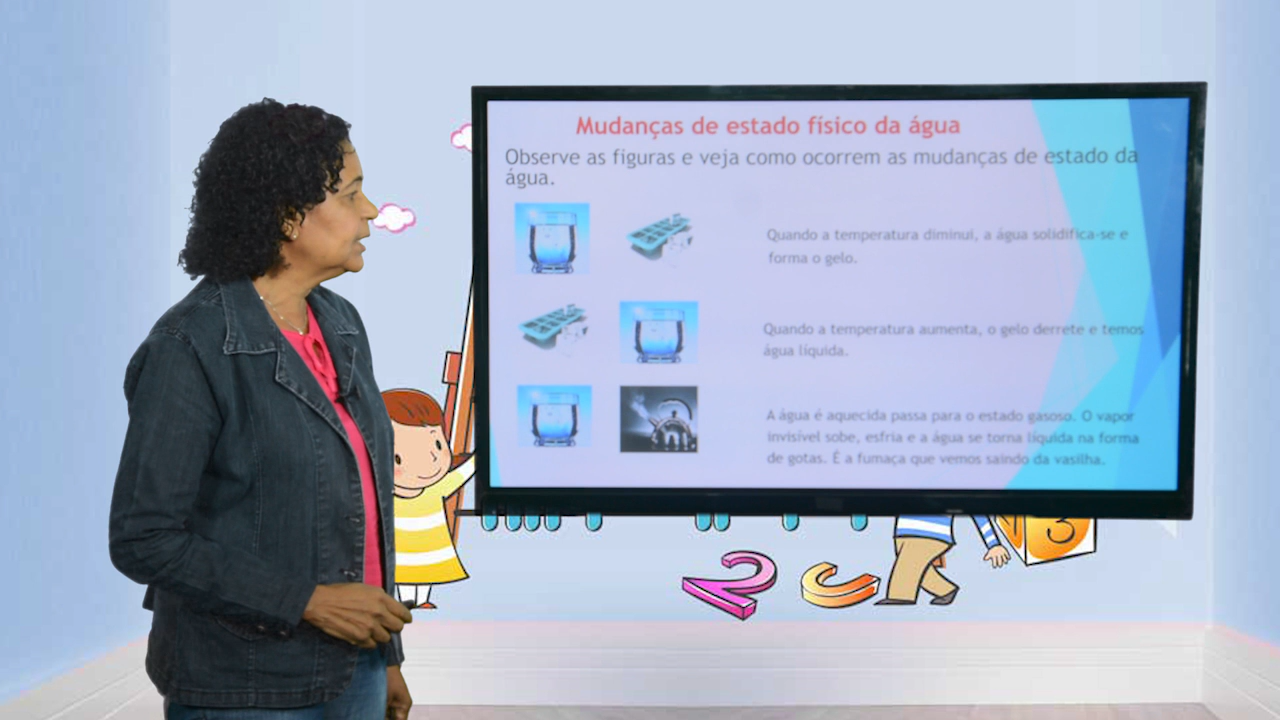 Mudanças de estado físico da água
Observe as figuras e veja como ocorrem as mudanças de estado da
água.
Quando a temperatura diminui, a água solidifica-se e
forma o gelo.
Quando a temperatura aumenta, o gelo derrete e temos
água líquida.
A água é aquecida passa para o estado gasoso. O vapor
invisível sobe, esfria e a água se torna líquida na forma
de gotas. É a fumaça que vemos saindo da vasilha.
2
3